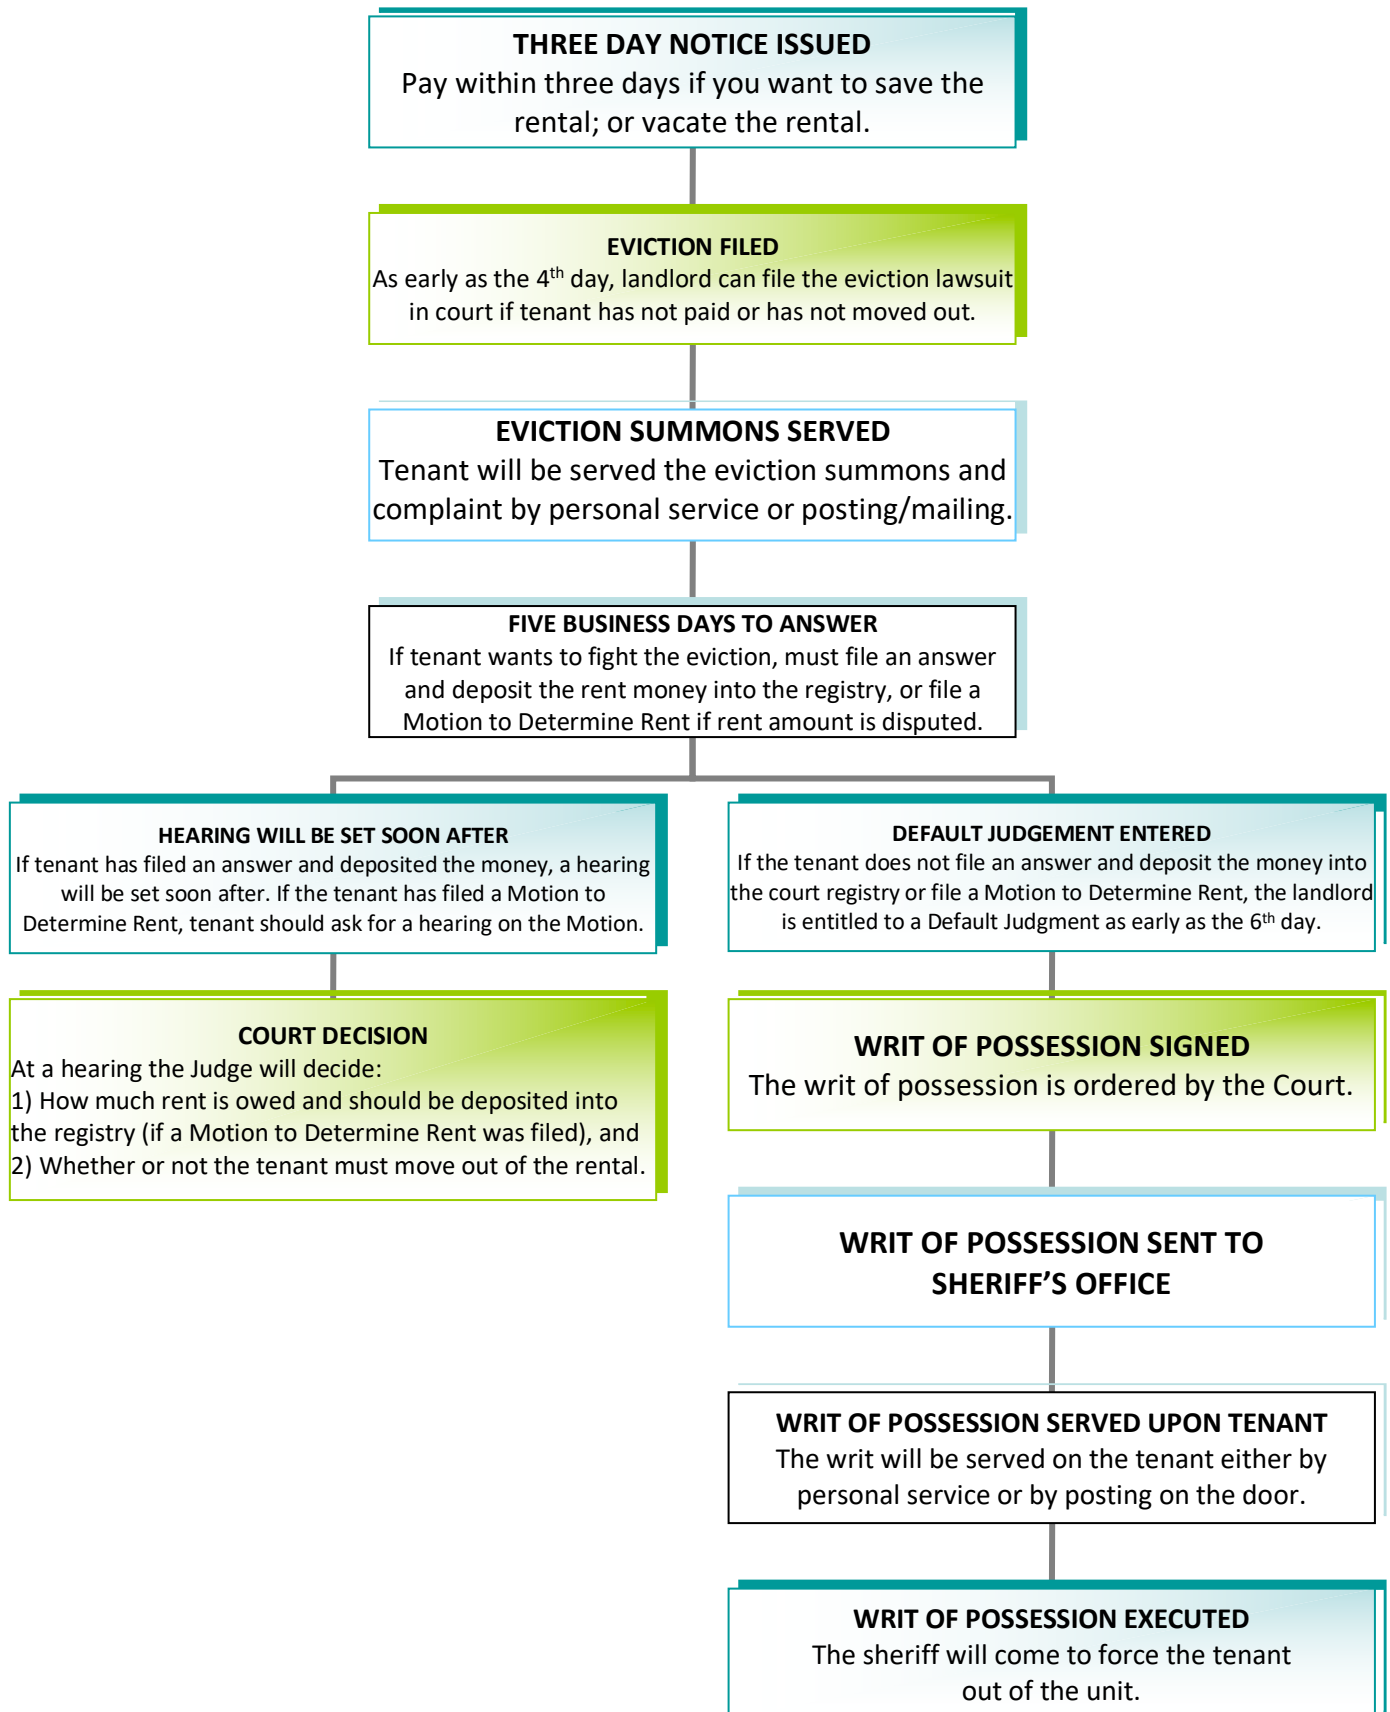 THREE DAY NOTICE ISSUED
Pay within three days if you want to save the
rental; or vacate the rental.
EVICTION FILED
As early as the 4th day, landlord can file the eviction lawsuit
in court if tenant has not paid or has not moved out.
EVICTION SUMMONS SERVED
Tenant will be served the eviction summons and
complaint by personal service or posting/mailing.
FIVE BUSINESS DAYS TO ANSWER
If tenant wants to fight the eviction, must file an answer
and deposit the rent money into the registry, or file a
Motion to Determine Rent if rent amount is disputed.
HEARING WILL BE SET SOON AFTER
If tenant has filed an answer and deposited the money, a hearing
will be set soon after. If the tenant has filed a Motion to
Determine Rent, tenant should ask for a hearing on the Motion.
COURT DECISION
At a hearing the Judge will decide:
1) How much rent is owed and should be deposited into
the registry (if a Motion to Determine Rent was filed), and
2) Whether or not the tenant must move out of the rental.
DEFAULT JUDGEMENT ENTERED
If the tenant does not file an answer and deposit the money into
the court registry or file a Motion to Determine Rent, the landlord
is entitled to a Default Judgment as early as the 6th day.
WRIT OF POSSESSION SIGNED
The writ of possession is ordered by the Court.
WRIT OF POSSESSION SENT TO
SHERIFF’S OFFICE
WRIT OF POSSESSION SERVED UPON TENANT
The writ will be served on the tenant either by
personal service or by posting on the door.
WRIT OF POSSESSION EXECUTED
The sheriff will come to force the tenant
out of the unit.